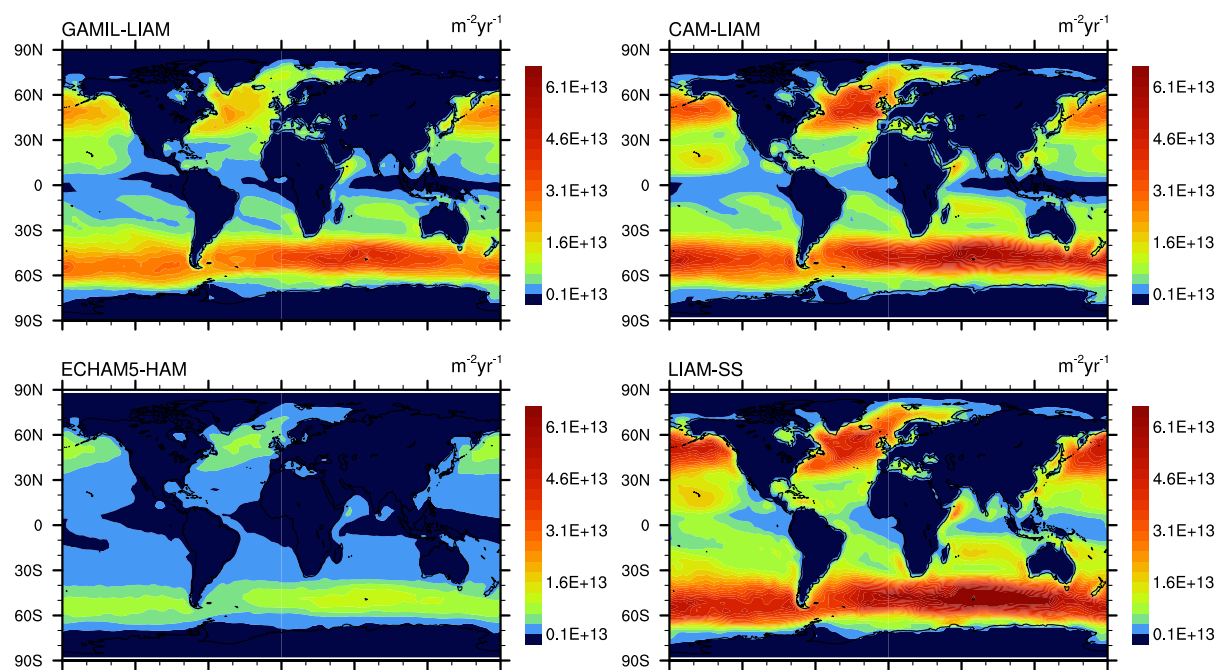 GAMIL-LIAM m⁻²yr⁻¹
90N
60N
30N
0
30S
60S
90S
6.1E+13
4.6E+13
3.1E+13
1.6E+13
0.1E+13
CAM-LIAM m⁻²yr⁻¹
90N
60N
30N
0
30S
60S
90S
6.1E+13
4.6E+13
3.1E+13
1.6E+13
0.1E+13
ECHAM5-HAM m⁻²yr⁻¹
90N
60N
30N
0
30S
60S
90S
6.1E+13
4.6E+13
3.1E+13
1.6E+13
0.1E+13
LIAM-SS m⁻²yr⁻¹
90N
60N
30N
0
30S
60S
90S
6.1E+13
4.6E+13
3.1E+13
1.6E+13
0.1E+13